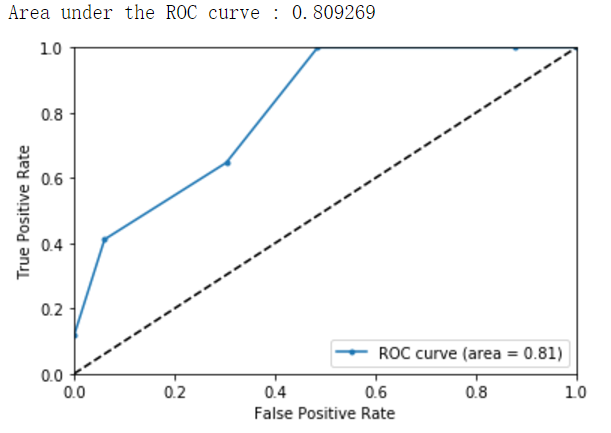 Area under the ROC curve : 0.809269
1.0
0.8
0.6
0.4
0.2
0.0
True Positive Rate
ROC curve (area = 0.81)
0.0 0.2 0.4 0.6 0.8 1.0
False Positive Rate